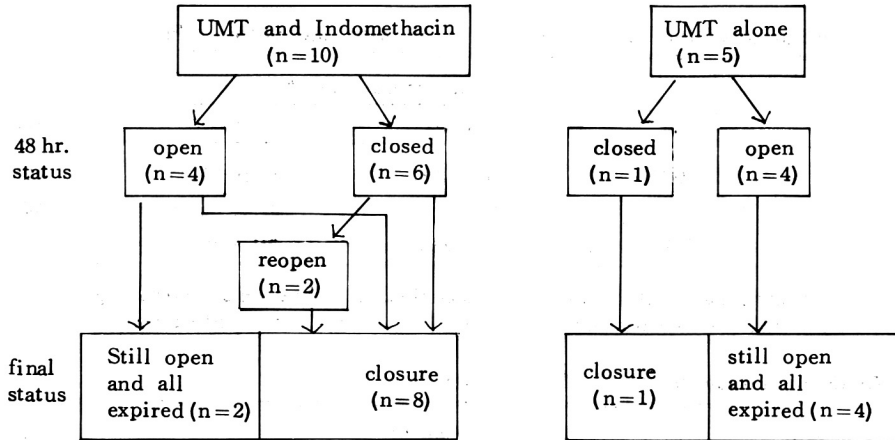 UMT and Indomethacin
(n=10)
UMT alone
(n=5)
48 hr.
status
open
(n=4)
closed
(n=6)
closed
(n=1)
open
(n=4)
reopen
(n=2)
final
status
Still open
and all
expired (n=2)
closure
(n=8)
closure
(n=1)
still open
and all
expired (n=4)